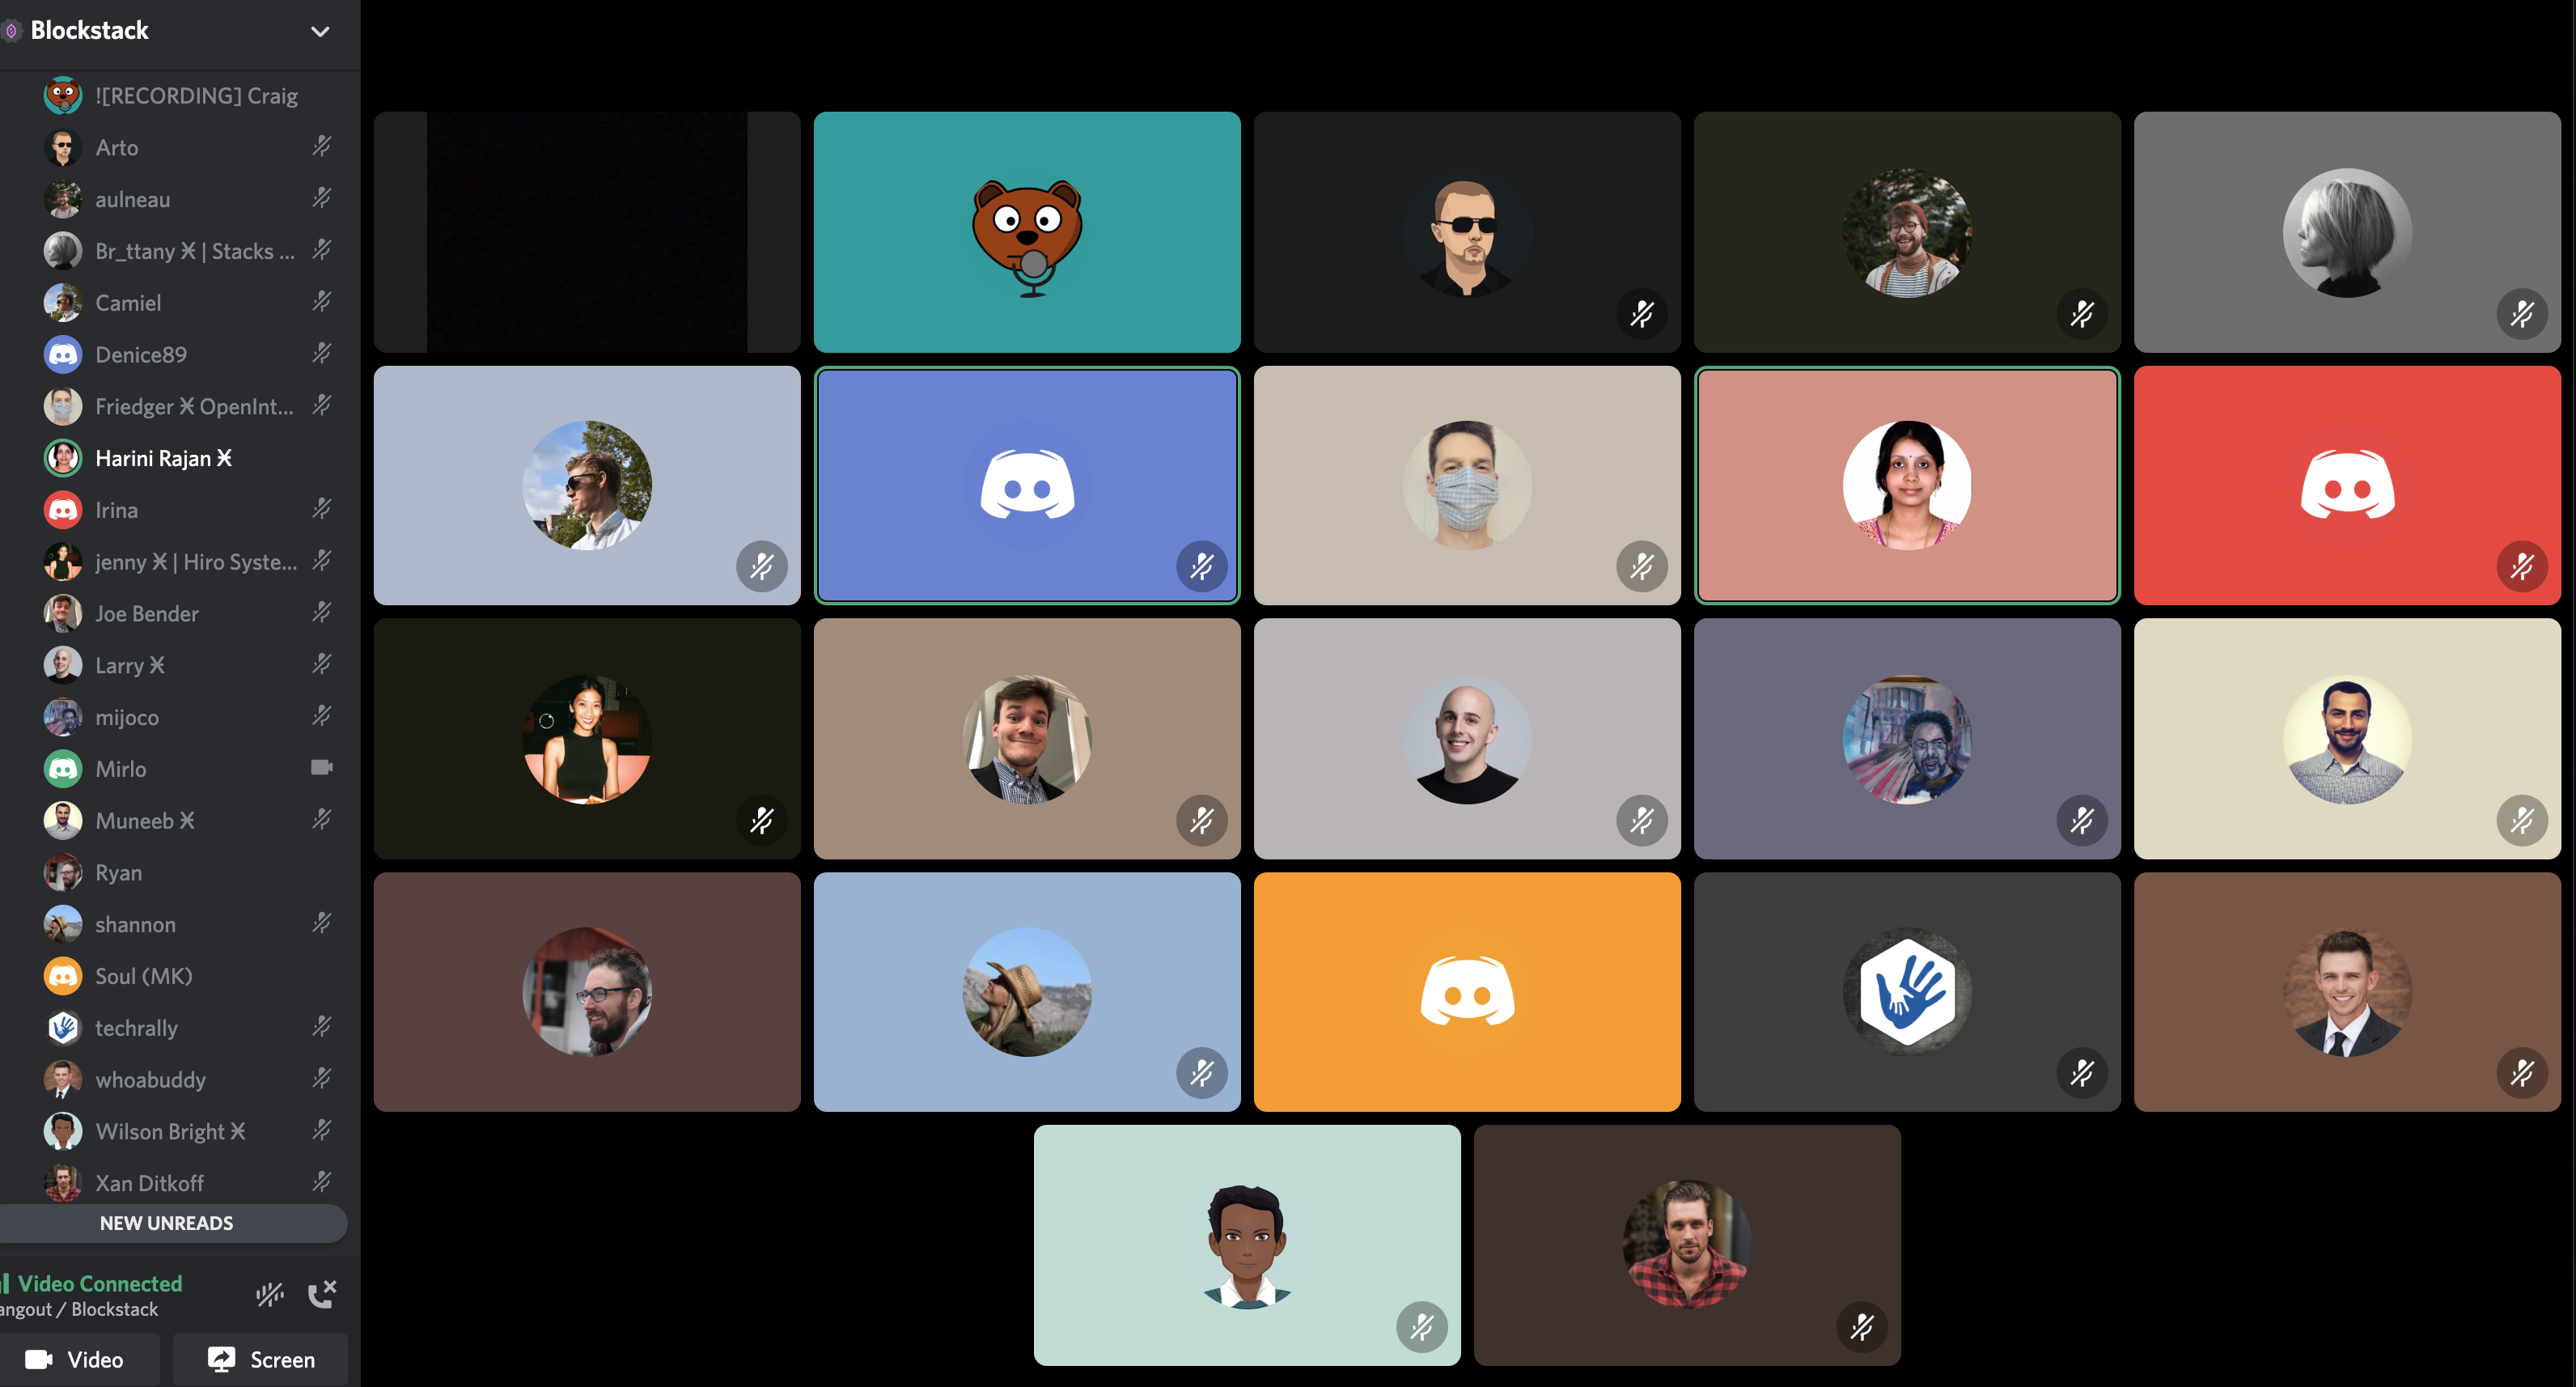 Blockstack
![RECORDING] Craig
Arto
aulneau
Br_ttany Ӿ | Stacks ...
Camiel
Denice89
Friedger Ӿ OpenInt...
Harini Rajan Ӿ
Irina
jenny Ӿ | Hiro Syste...
Joe Bender
Larry Ӿ
mijoco
Mirlo
Muneeb Ӿ
Ryan
shannon
Soul (MK)
techrally
whoabuddy
Wilson Bright Ӿ
Xan Ditkoff
NEW UNREADS
Video Connected
angout / Blockstack
Video
Screen